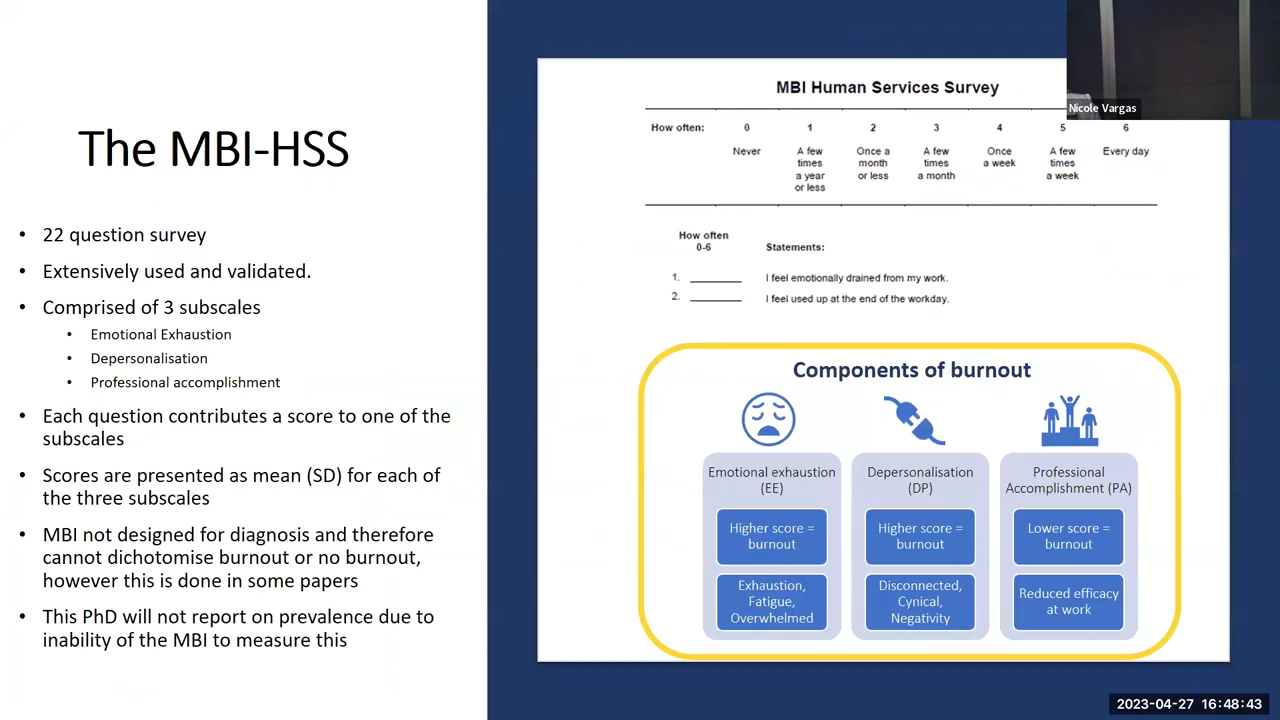 The MBI-HSS
• 22 question survey
• Extensively used and validated.
• Comprised of 3 subscales
• Emotional Exhaustion
• Depersonalisation
• Professional accomplishment
• Each question contributes a score to one of the
subscales
• Scores are presented as mean (SD) for each of
the three subscales
• MBI not designed for diagnosis and therefore
cannot dichotomise burnout or no burnout,
however this is done in some papers
• This PhD will not report on prevalence due to
inability of the MBI to measure this
MBI Human Services Survey
How often: 0 1 2 3 4 5 6
Never A few Once a A few Once A few Every day
times month times a week times
a year or less a month a week
or less
How often
0-6 Statements:
1. ________ I feel emotionally drained from my work.
2. ________ I feel used up at the end of the workday.
Components of burnout
Emotional exhaustion
(EE)
Higher score =
burnout
Exhaustion,
Fatigue,
Overwhelmed
Depersonalisation
(DP)
Higher score =
burnout
Disconnected,
Cynical,
Negativity
Professional
Accomplishment (PA)
Lower score =
burnout
Reduced efficacy
at work
Nicole Vargas
2023-04-27 16:48:43